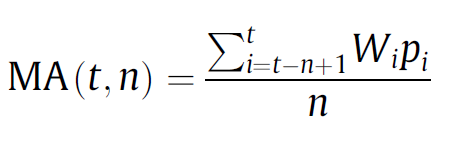 MA(t, n) = \frac{\sum_{i=t-n+1}^{t} W_i p_i}{n}